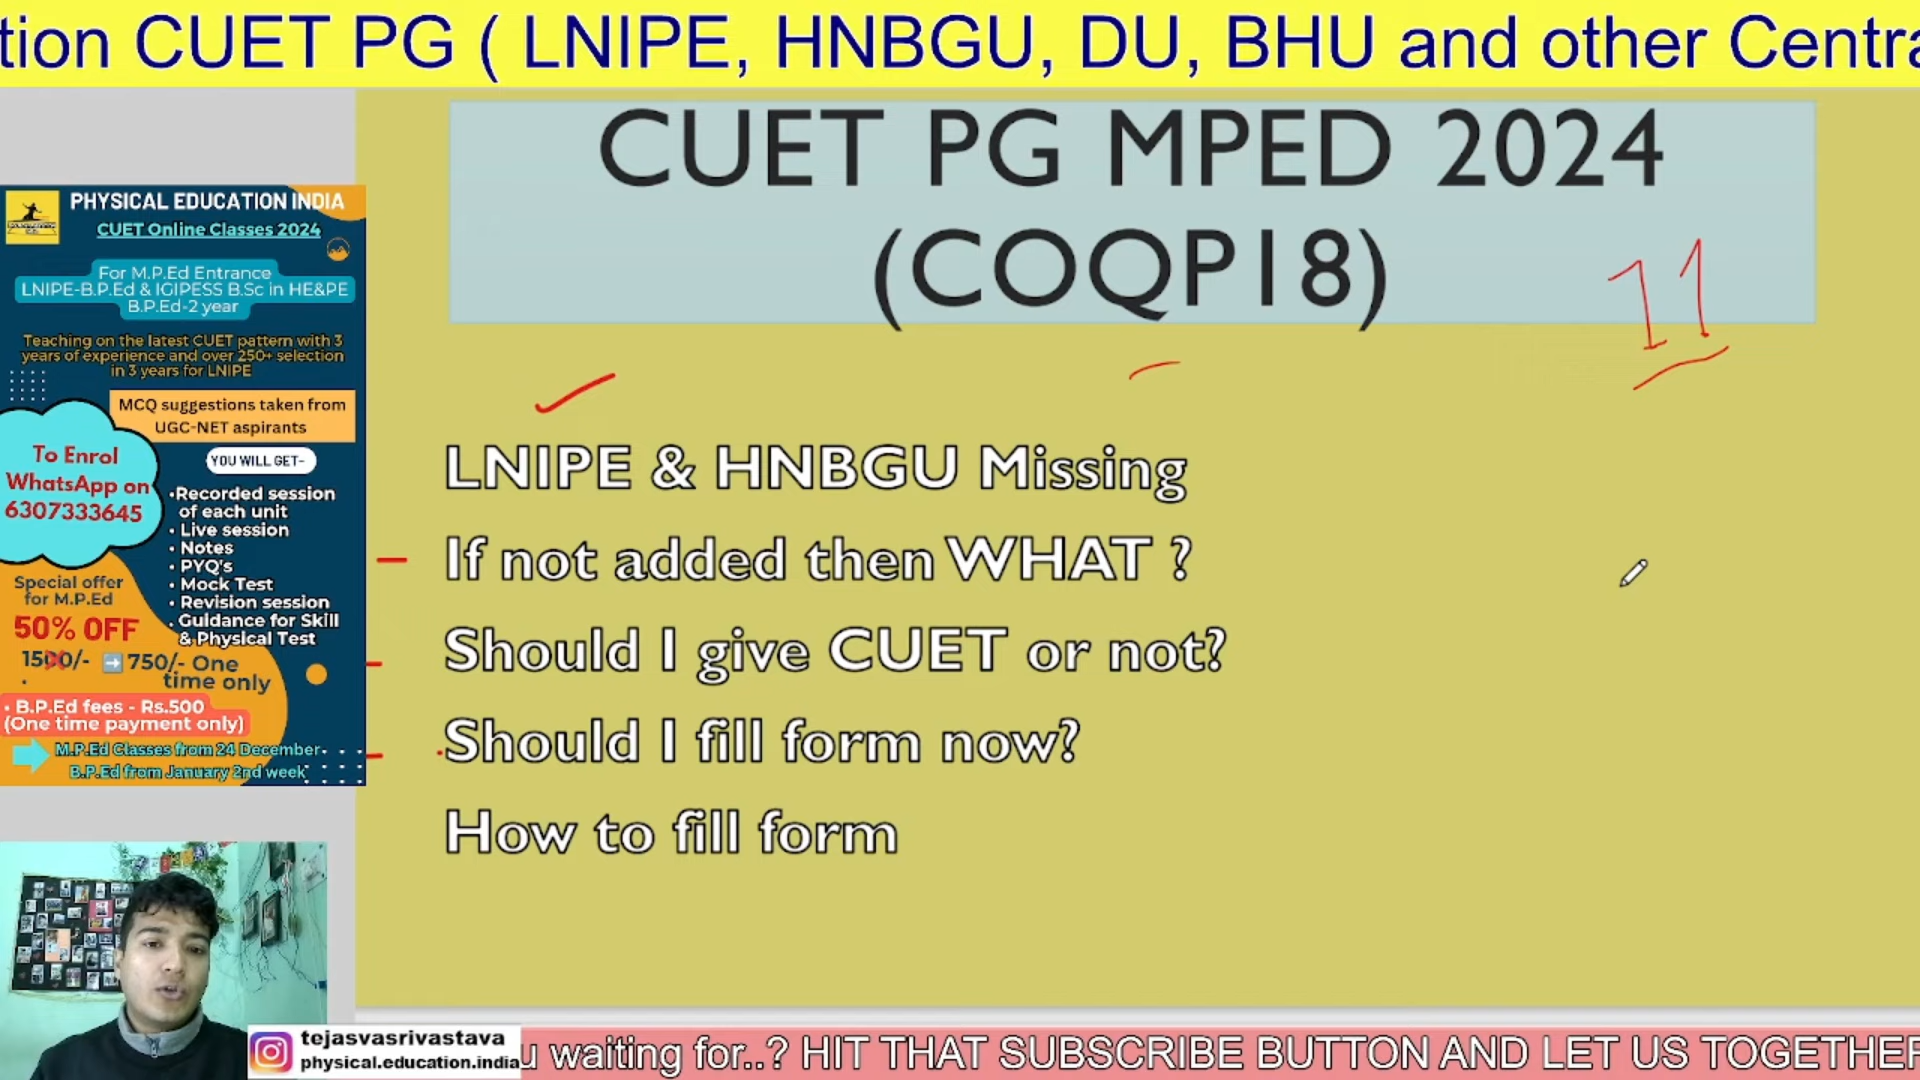 tion CUET PG ( LNIPE, HNBGU, DU, BHU and other Centra
CUET PG MPED 2024
(COQP18)
11
LNIPE & HNBGU Missing
If not added then WHAT ?
Should I give CUET or not?
Should I fill form now?
How to fill form
PHYSICAL EDUCATION INDIA
CUET Online Classes 2024
For M.P.Ed Entrance
LNIPE-B.P.Ed & IGIPESS B.Sc in HE&PE
B.P.Ed-2 year
Teaching on the latest CUET pattern with 3
years of experience and over 250+ selection
in 3 years for LNIPE
MCQ suggestions taken from
UGC-NET aspirants
To Enrol
WhatsApp on
6307333645
YOU WILL GET-
•Recorded session
of each unit
• Live session
• Notes
• PYQ's
• Mock Test
• Revision session
• Guidance for Skill
& Physical Test
Special offer
for M.P.Ed
50% OFF
1500/- ➡ 750/- One
time only
• B.P.Ed fees - Rs.500
(One time payment only)
M.P.Ed Classes from 24 December
B.P.Ed from January 2nd week
tejasvasrivastava
physical.education.india
u waiting for..? HIT THAT SUBSCRIBE BUTTON AND LET US TOGETHER